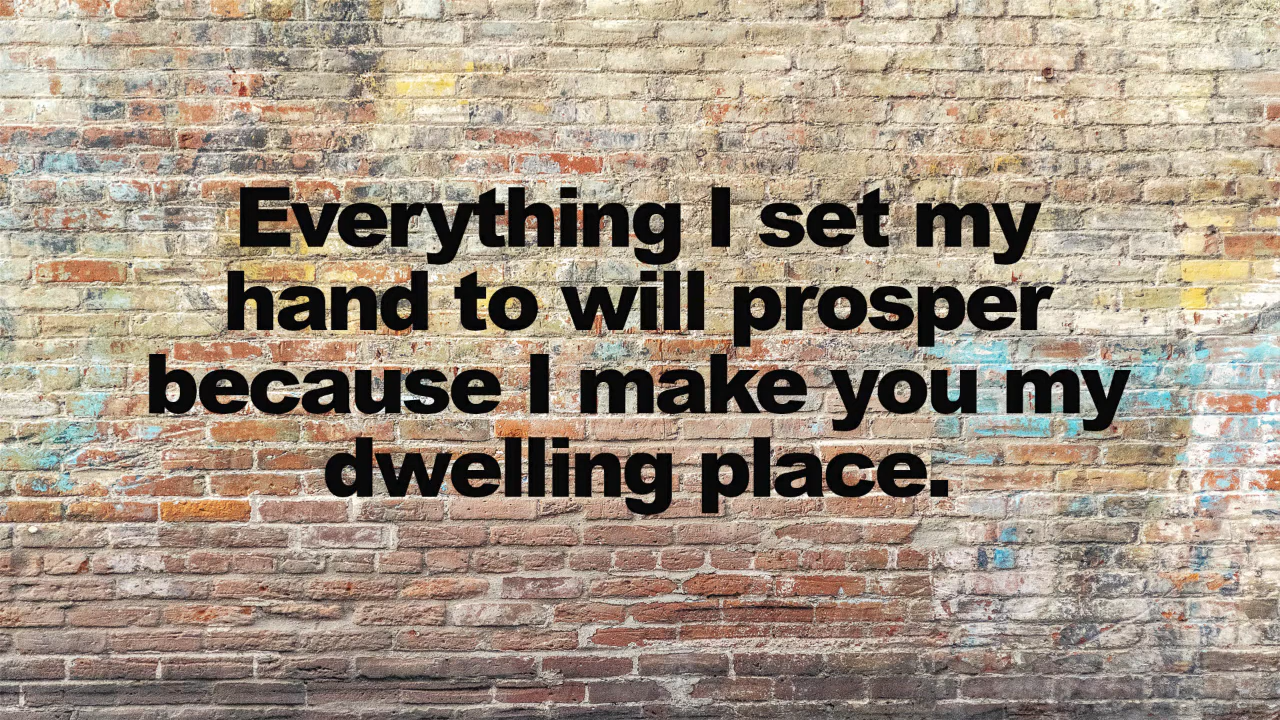 Everything I set my
hand to will prosper
because I make you my
dwelling place.